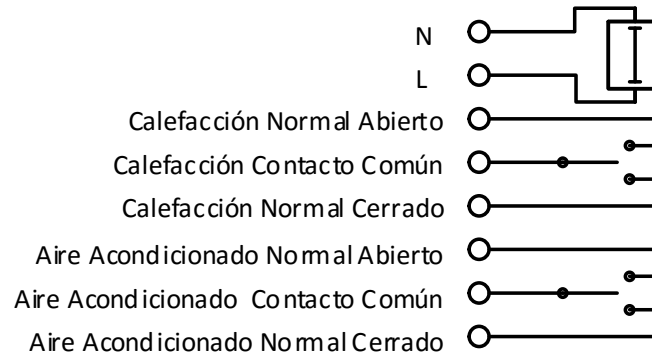 N
L
Calefacción Normal Abierto
Calefacción Contacto Común
Calefacción Normal Cerrado
Aire Acondicionado Normal Abierto
Aire Acondicionado Contacto Común
Aire Acondicionado Normal Cerrado